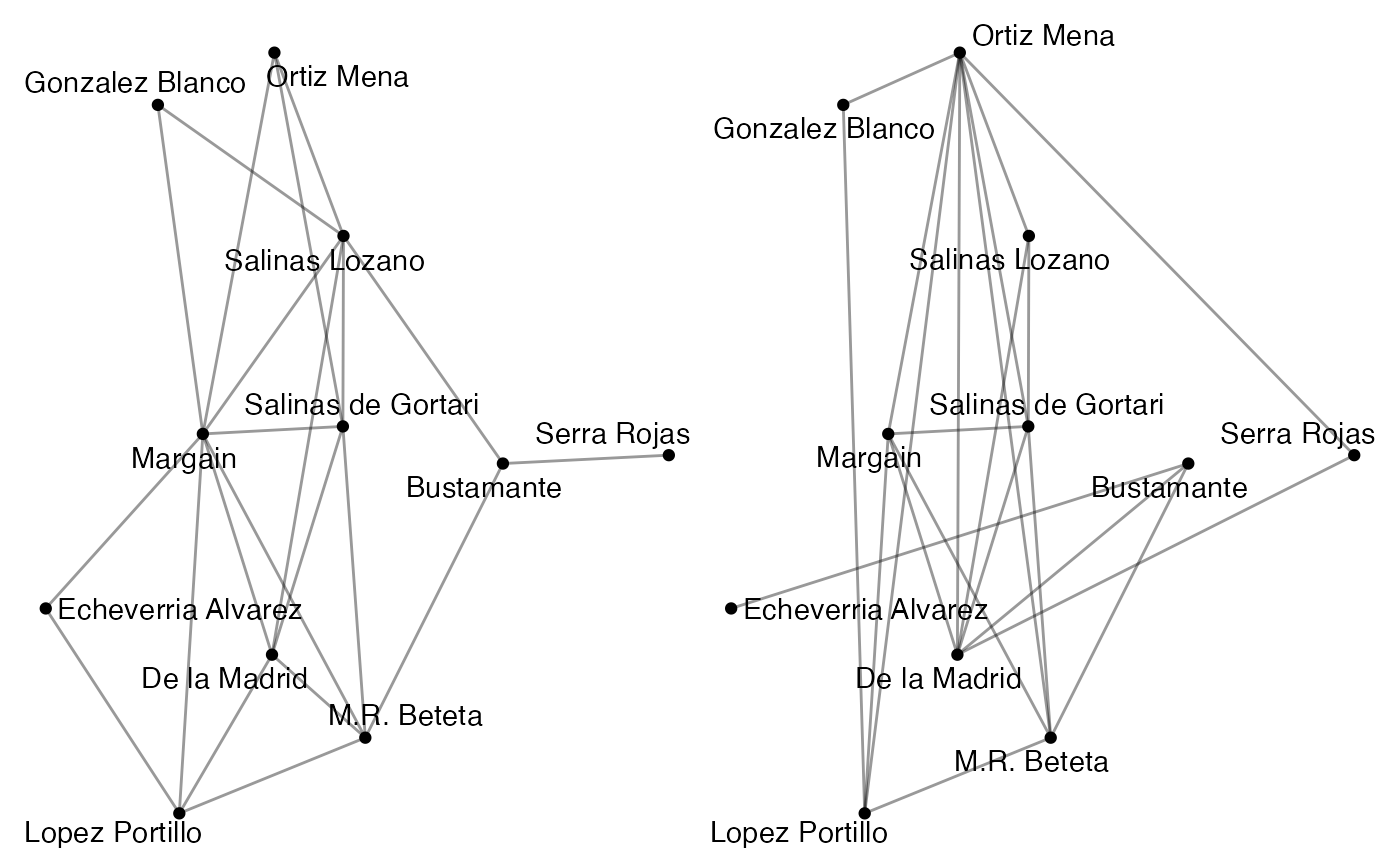 Gonzalez Blanco
Ortiz Mena
Salinas Lozano
Salinas de Gortari
Margain
Serra Rojas
Bustamante
Echeverria Alvarez
De la Madrid
M.R. Beteta
Lopez Portillo
Ortiz Mena
Gonzalez Blanco
Salinas Lozano
Salinas de Gortari
Margain
Serra Rojas
Bustamante
Echeverria Alvarez
De la Madrid
M.R. Beteta
Lopez Portillo